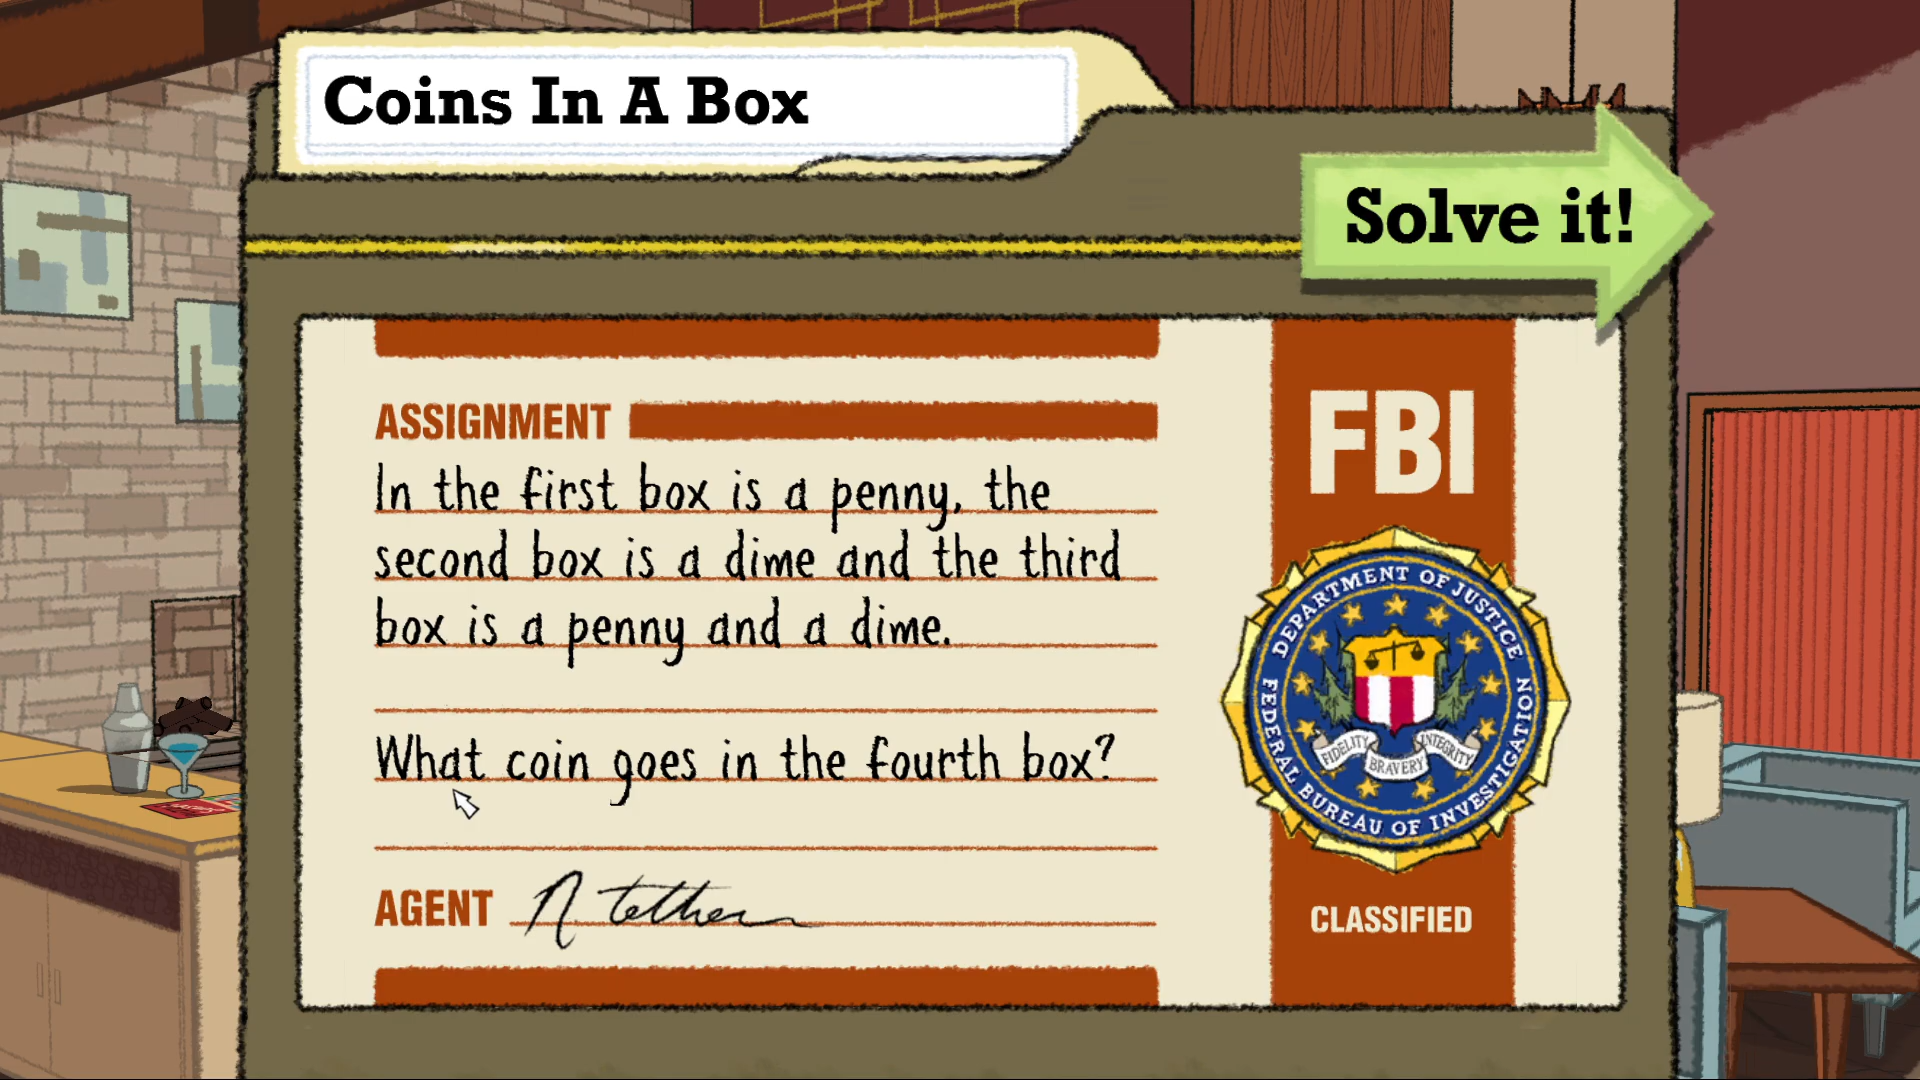 Coins In A Box
Solve it!
ASSIGNMENT
In the first box is a penny, the
second box is a dime and the third
box is a penny and a dime.
What coin goes in the fourth box?
AGENT N tether
FBI
DEPARTMENT OF JUSTICE
FEDERAL BUREAU OF INVESTIGATION
FIDELITY
BRAVERY
INTEGRITY
CLASSIFIED